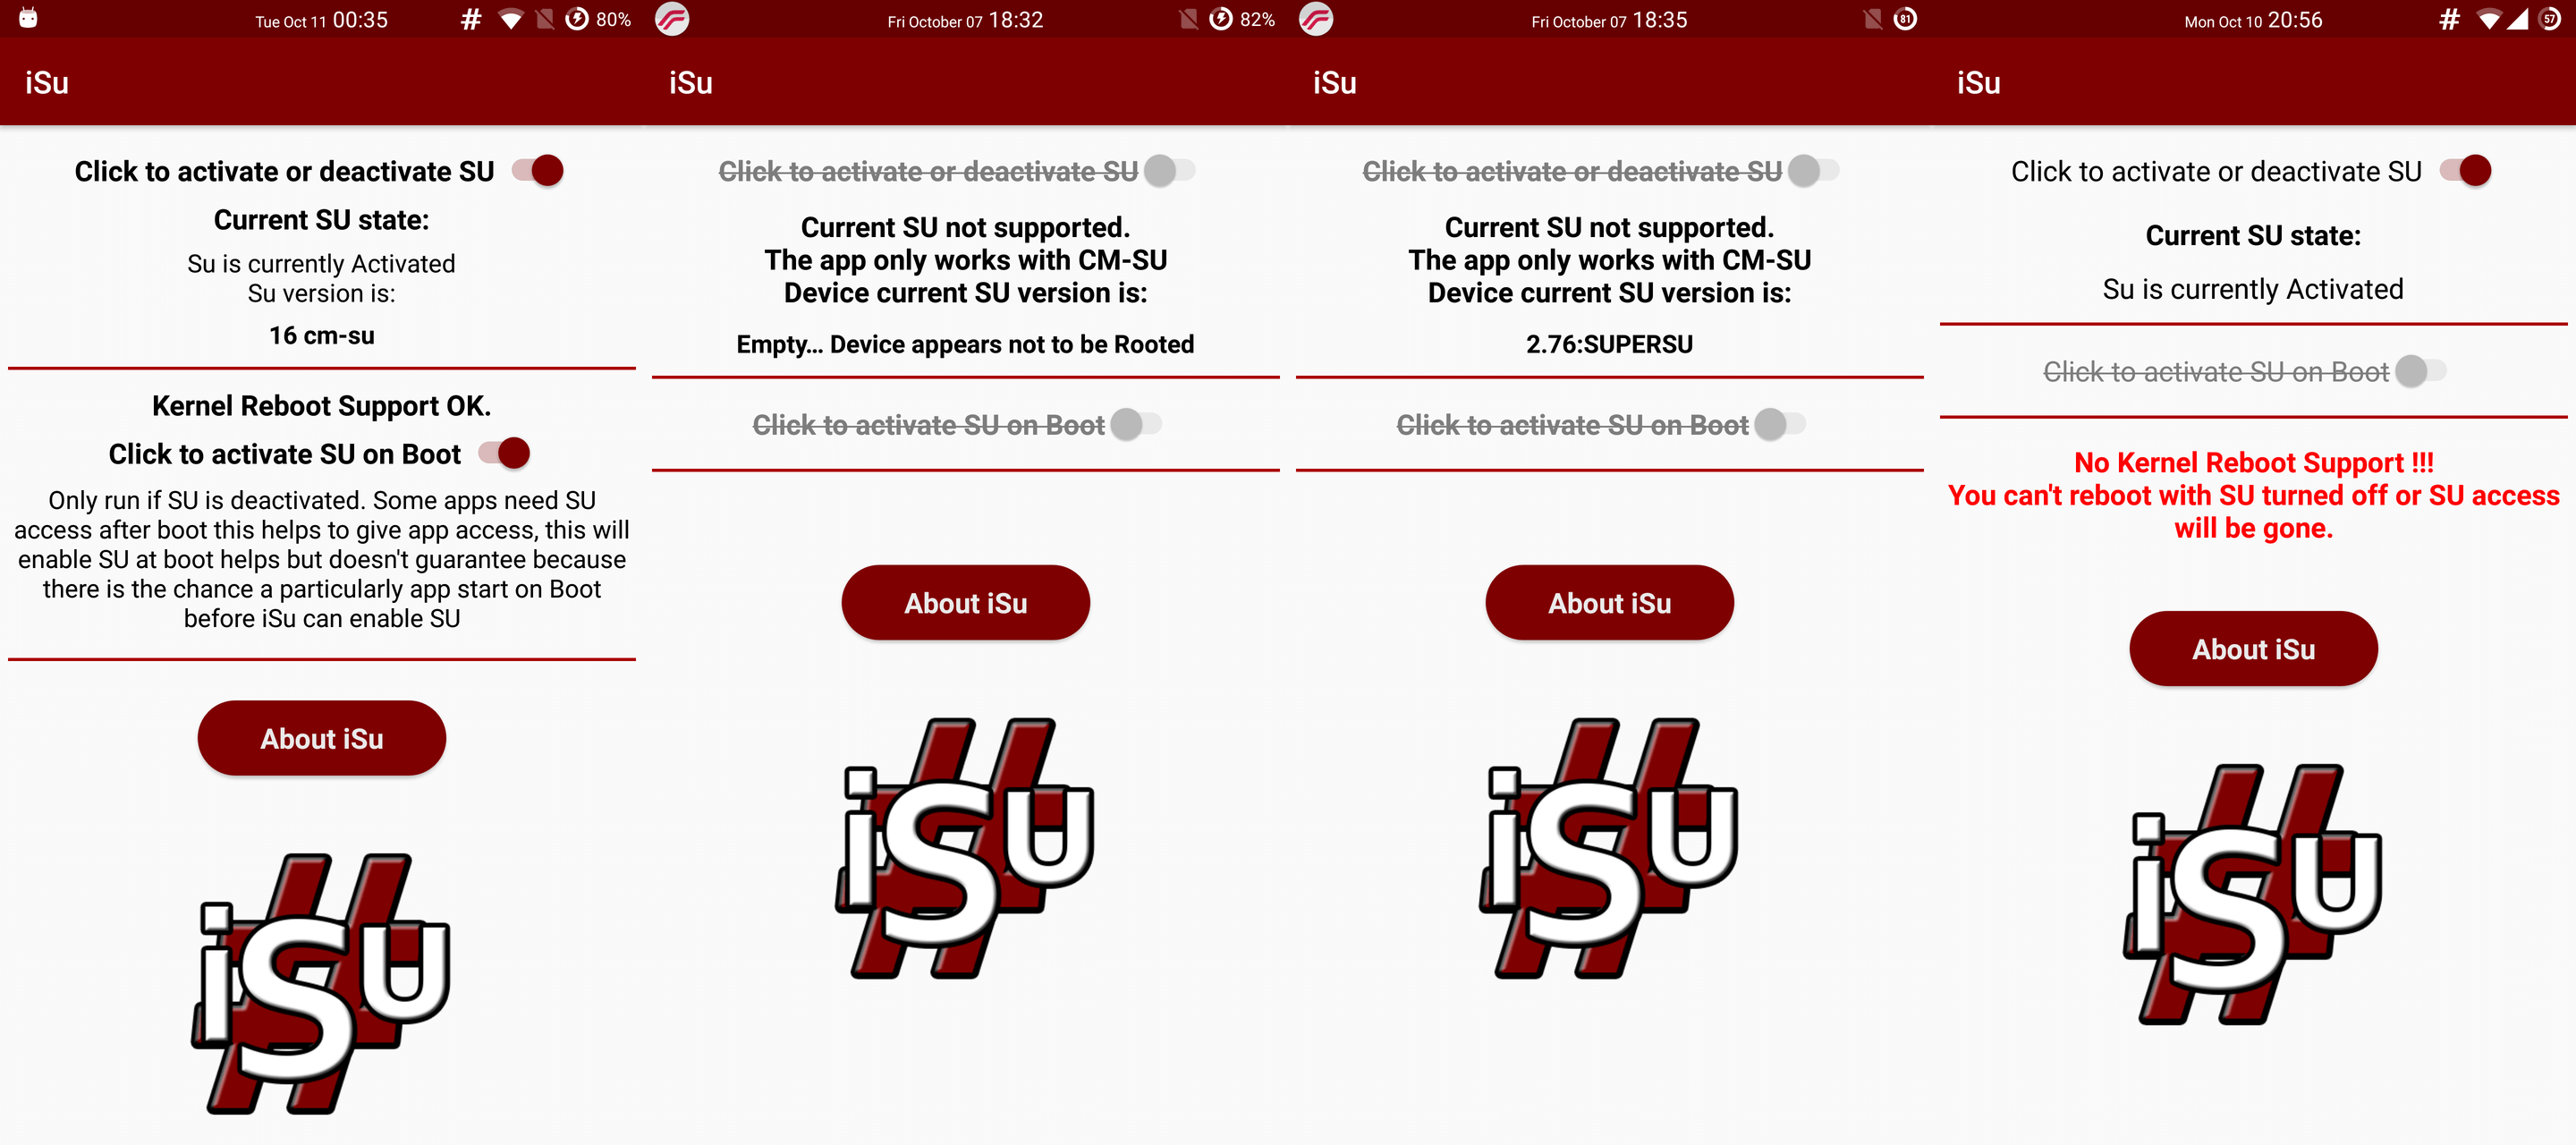 Tue Oct 11 00:35
#
80%
iSu
Click to activate or deactivate SU
Current SU state:
Su is currently Activated
Su version is:
16 cm-su
Kernel Reboot Support OK.
Click to activate SU on Boot
Only run if SU is deactivated. Some apps need SU
access after boot this helps to give app access, this will
enable SU at boot helps but doesn't guarantee because
there is the chance a particularly app start on Boot
before iSu can enable SU
About iSu
#
iSU
Fri October 07 18:32
82%
iSu
Click to activate or deactivate SU
Current SU not supported.
The app only works with CM-SU
Device current SU version is:
Empty... Device appears not to be Rooted
Click to activate SU on Boot
About iSu
#
iSU
Fri October 07 18:35
81
iSu
Click to activate or deactivate SU
Current SU not supported.
The app only works with CM-SU
Device current SU version is:
2.76:SUPERSU
Click to activate SU on Boot
About iSu
#
iSU
Mon Oct 10 20:56
#
57
iSu
Click to activate or deactivate SU
Current SU state:
Su is currently Activated
Click to activate SU on Boot
No Kernel Reboot Support !!!
You can't reboot with SU turned off or SU access
will be gone.
About iSu
#
iSU